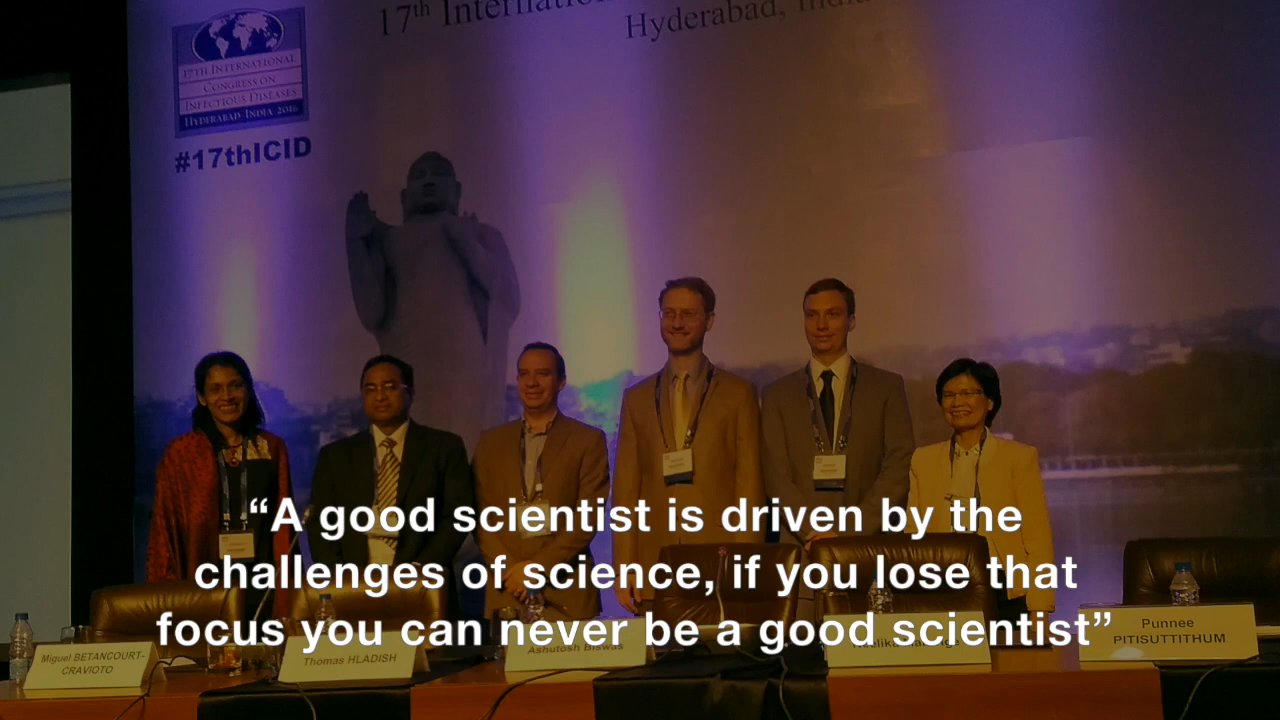 17th Internation
Hyderabad, India
17TH INTERNATIONAL
CONGRESS ON
INFECTIOUS DISEASES
HYDERABAD · INDIA 2016
#17thICID
“A good scientist is driven by the
challenges of science, if you lose that
focus you can never be a good scientist”
Miguel BETANCOURT-
CRAVIOTO
Thomas HLADISH
Ashutosh Biswas
Punnee
PITISUTTITHUM